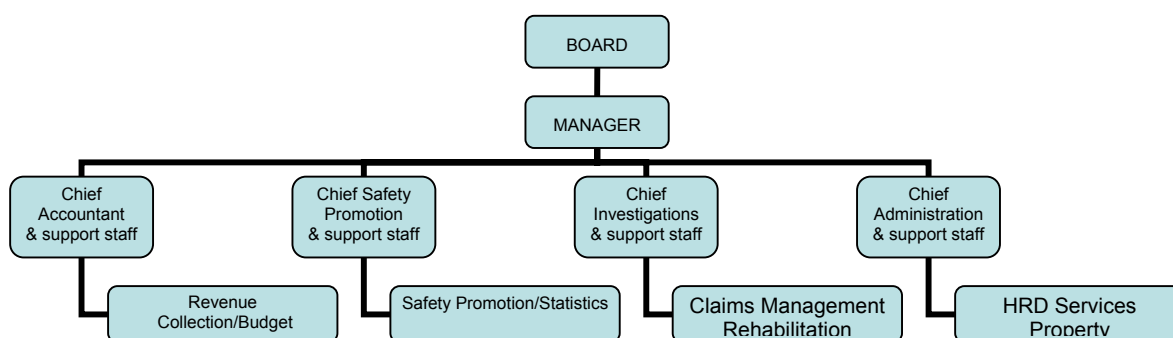 BOARD
MANAGER
Chief
Accountant
& support staff
Chief Safety
Promotion
& support staff
Chief
Investigations
& support staff
Chief
Administration
& support staff
Revenue
Collection/Budget
Safety Promotion/Statistics
Claims Management
Rehabilitation
HRD Services
Property